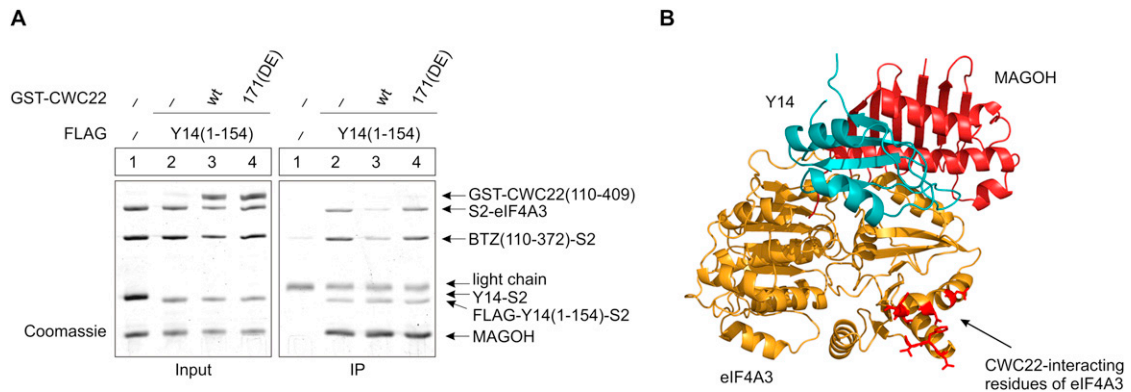 A
GST-CWC22 / / wt 171(DE)
FLAG / Y14(1-154)
1 2 3 4
Coomassie
Input
/ / wt 171(DE)
/ Y14(1-154)
1 2 3 4
IP
GST-CWC22(110-409)
S2-eIF4A3
BTZ(110-372)-S2
light chain
Y14-S2
FLAG-Y14(1-154)-S2
MAGOH
B
MAGOH
Y14
eIF4A3
CWC22-interacting
residues of eIF4A3